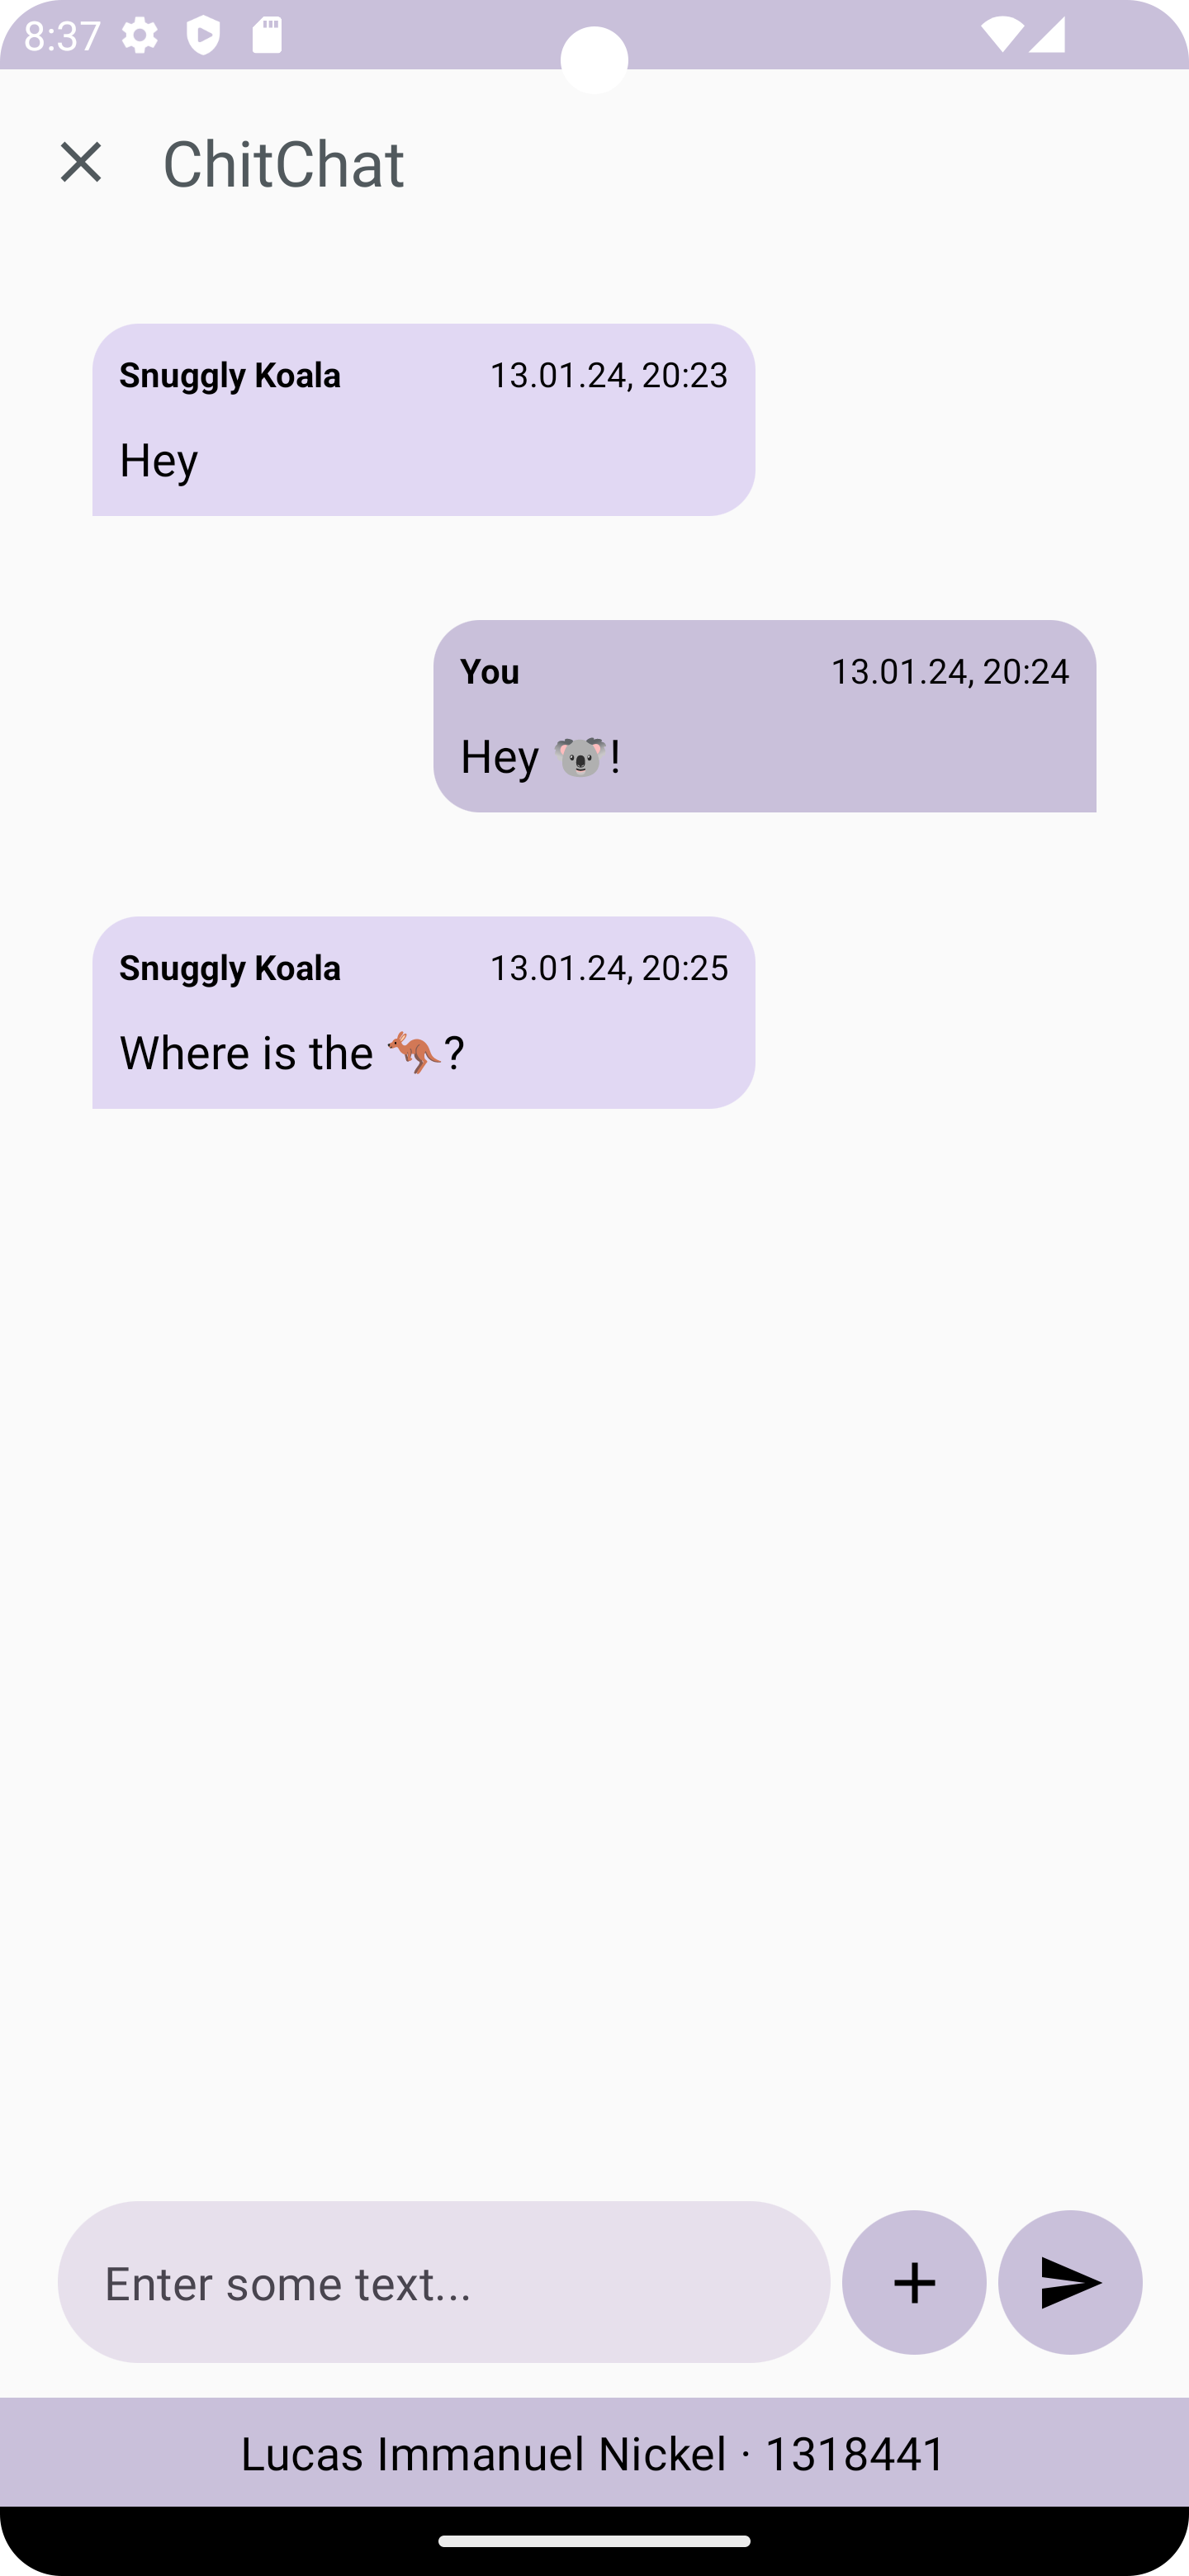 8:37
ChitChat
Snuggly Koala 13.01.24, 20:23
Hey
You 13.01.24, 20:24
Hey 🐨!
Snuggly Koala 13.01.24, 20:25
Where is the 🦘?
Enter some text...
Lucas Immanuel Nickel · 1318441